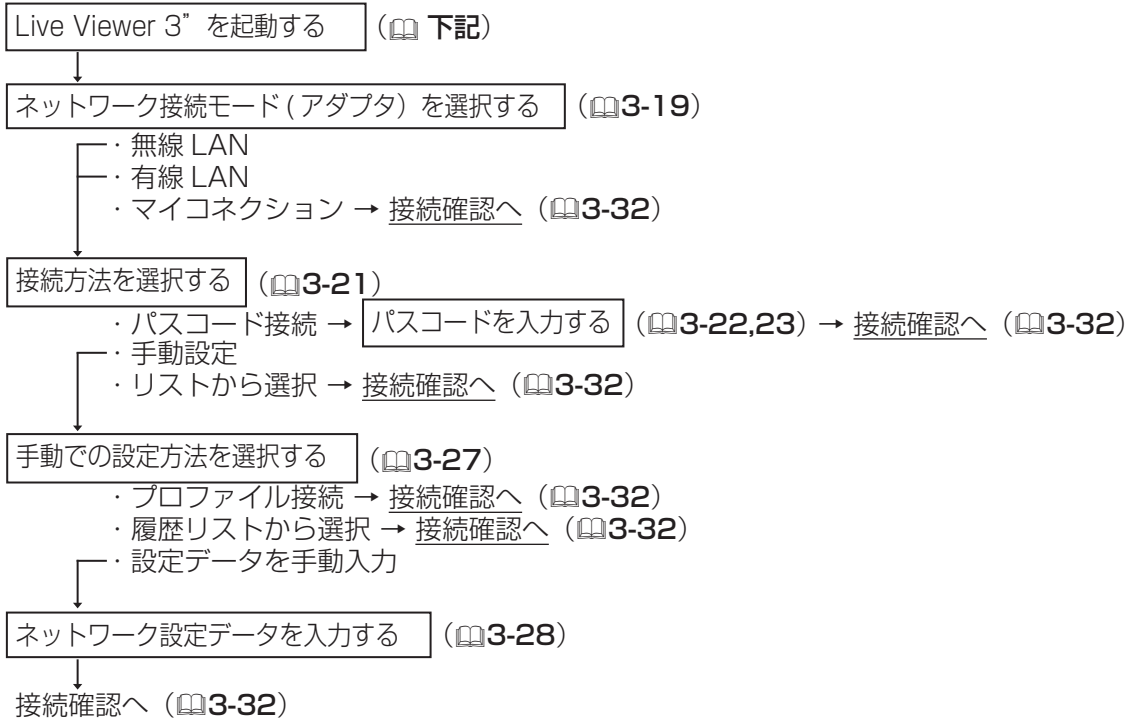 Live Viewer 3”を起動する （下記）
ネットワーク接続モード ( アダプタ）を選択する （3-19）
・無線 LAN
・有線 LAN
・マイコネクション → 接続確認へ（3-32）
接続方法を選択する （3-21）
・パスコード接続 → パスコードを入力する （3-22,23）→ 接続確認へ（3-32）
・手動設定
・リストから選択 → 接続確認へ（3-32）
手動での設定方法を選択する （3-27）
・プロファイル接続 → 接続確認へ（3-32）
・履歴リストから選択 → 接続確認へ（3-32）
・設定データを手動入力
ネットワーク設定データを入力する （3-28）
接続確認へ（3-32）